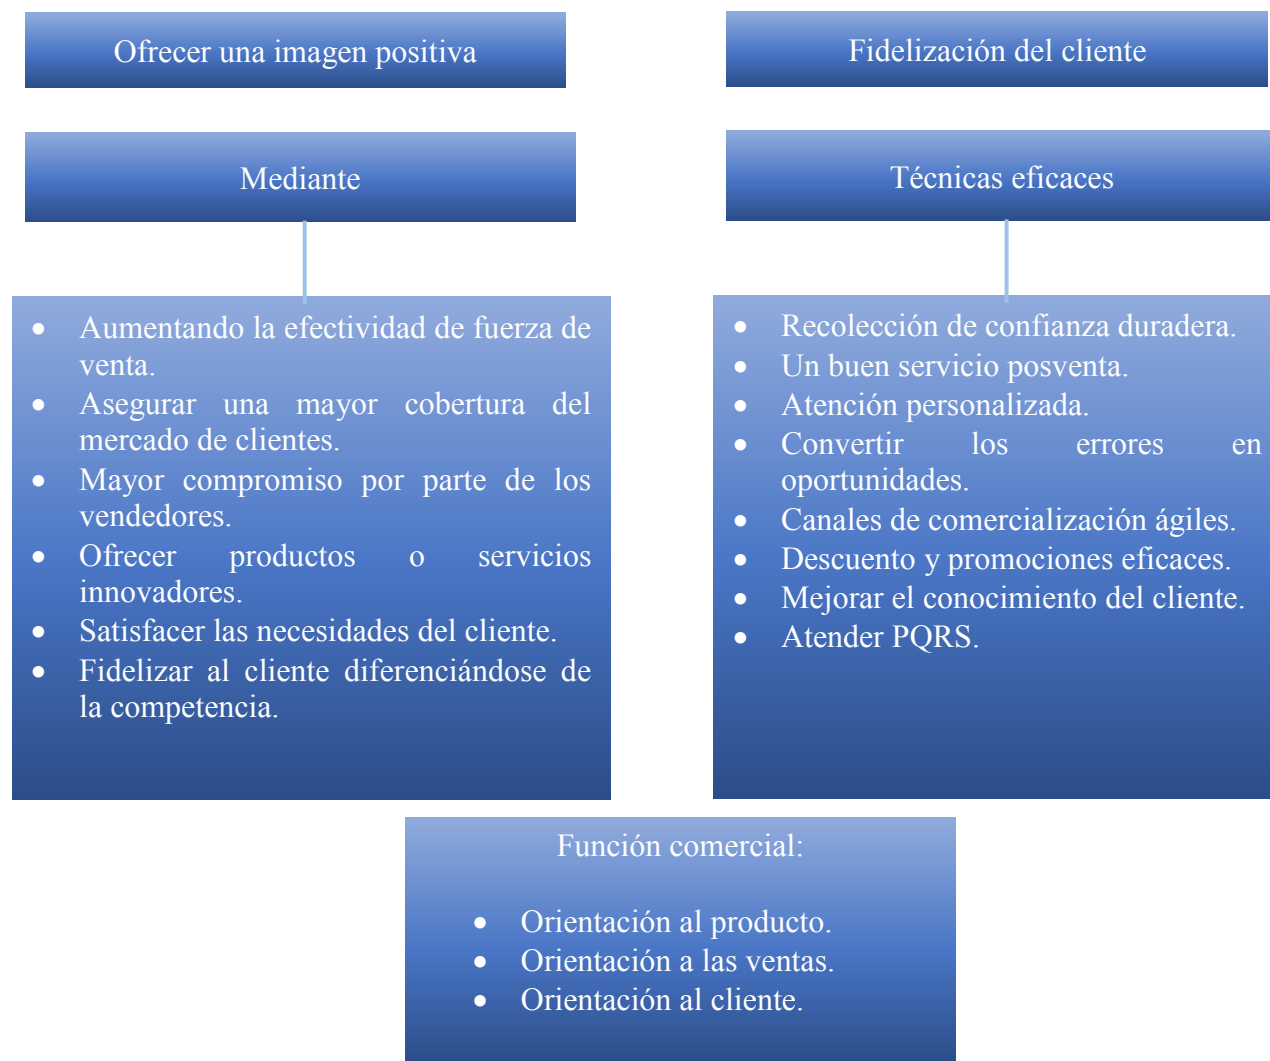 Ofrecer una imagen positiva
Mediante
• Aumentando la efectividad de fuerza de
venta.
• Asegurar una mayor cobertura del
mercado de clientes.
• Mayor compromiso por parte de los
vendedores.
• Ofrecer productos o servicios
innovadores.
• Satisfacer las necesidades del cliente.
• Fidelizar al cliente diferenciándose de
la competencia.
Fidelización del cliente
Técnicas eficaces
• Recolección de confianza duradera.
• Un buen servicio posventa.
• Atención personalizada.
• Convertir los errores en
oportunidades.
• Canales de comercialización ágiles.
• Descuento y promociones eficaces.
• Mejorar el conocimiento del cliente.
• Atender PQRS.
Función comercial:
• Orientación al producto.
• Orientación a las ventas.
• Orientación al cliente.